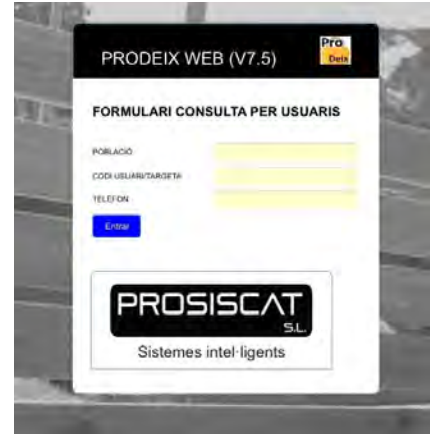 PRODEIX WEB (V7.5)
Pro
Deix
FORMULARI CONSULTA PER USUARIS
POBLACIÓ
CODI USUARI/TARGETA
TELEFON
Entrar
PROSISCAT
S.L.
Sistemes intel·ligents